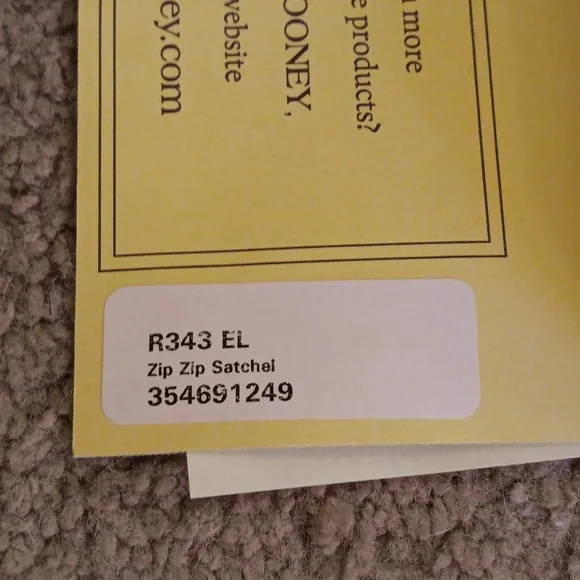 more
e products?
OONEY,
website
ey.com
R343 EL
Zip Zip Satchel
354691249